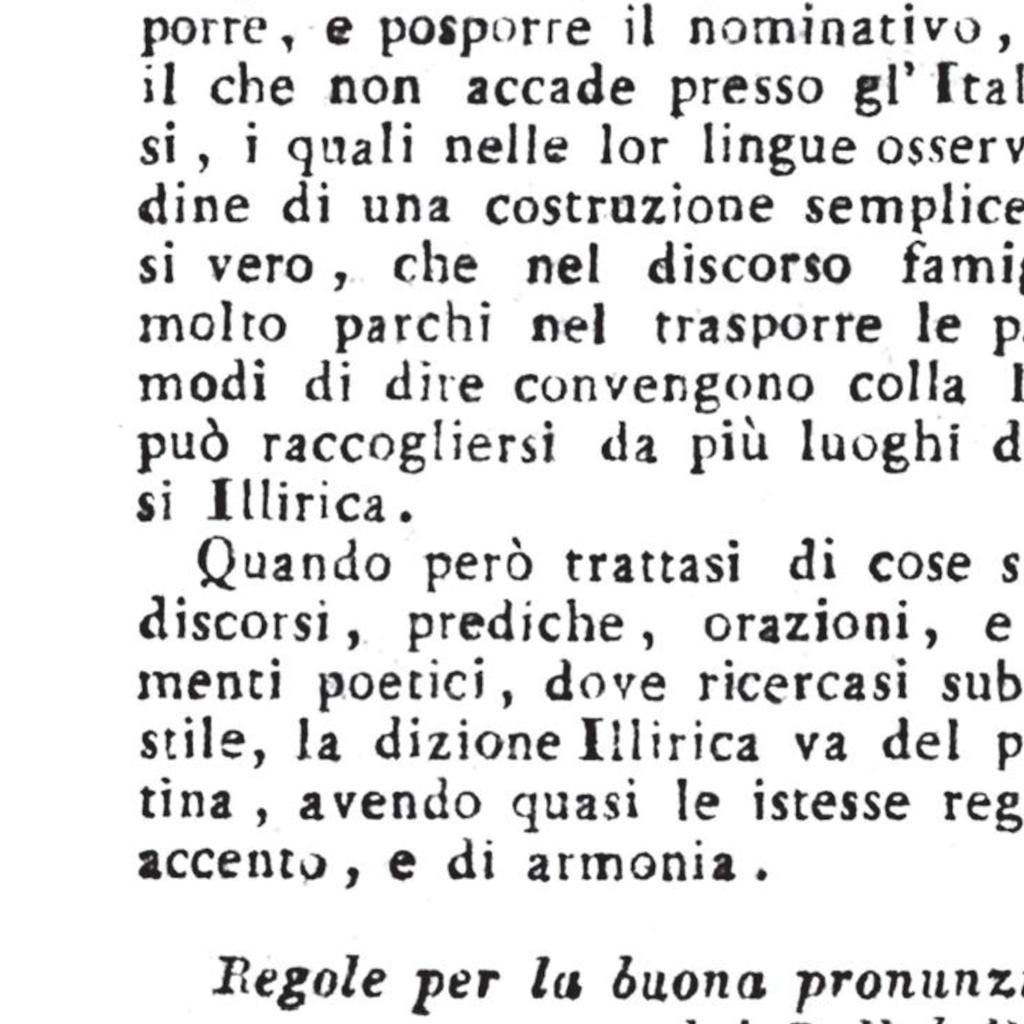 porre, e posporre il nominativo,
il che non accade presso gl' Ital
si, i quali nelle lor lingue osserv
dine di una costruzione semplice
si vero, che nel discorso famig
molto parchi nel trasporre le p
modi di dire convengono colla l
può raccogliersi da più luoghi d
si Illirica.
Quando però trattasi di cose s
discorsi, prediche, orazioni, e
menti poetici, dove ricercasi sub
stile, la dizione Illirica va del p
tina, avendo quasi le istesse reg
accento, e di armonia.
Regole per la buona pronunzi